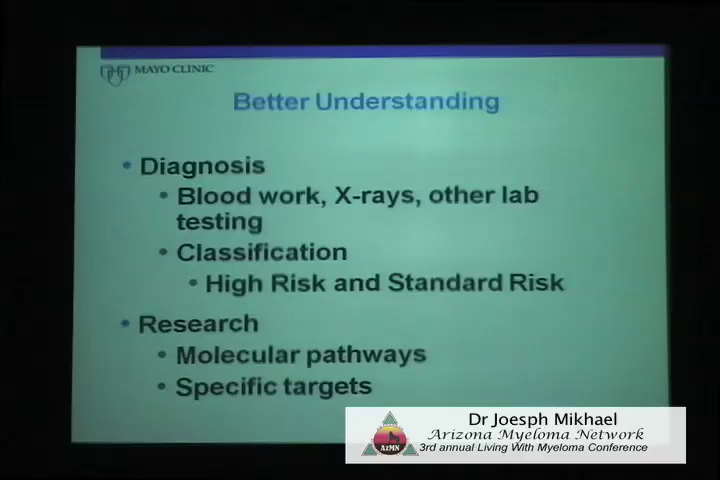 MAYO CLINIC
Better Understanding
• Diagnosis
• Blood work, X-rays, other lab
testing
• Classification
• High Risk and Standard Risk
• Research
• Molecular pathways
• Specific targets
Dr Joesph Mikhael
Arizona Myeloma Network
AzMN
3rd annual Living With Myeloma Conference